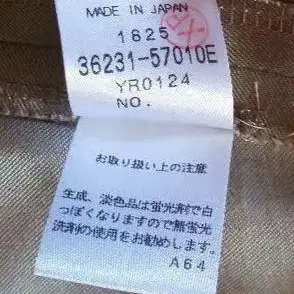 MADE IN JAPAN
1825
36231-57010E
YR0124
NO.
お取り扱い上の注意
生成、淡色品は蛍光剤で白
っぽくなりますので無蛍光
洗剤の使用をお勧めします。
A64